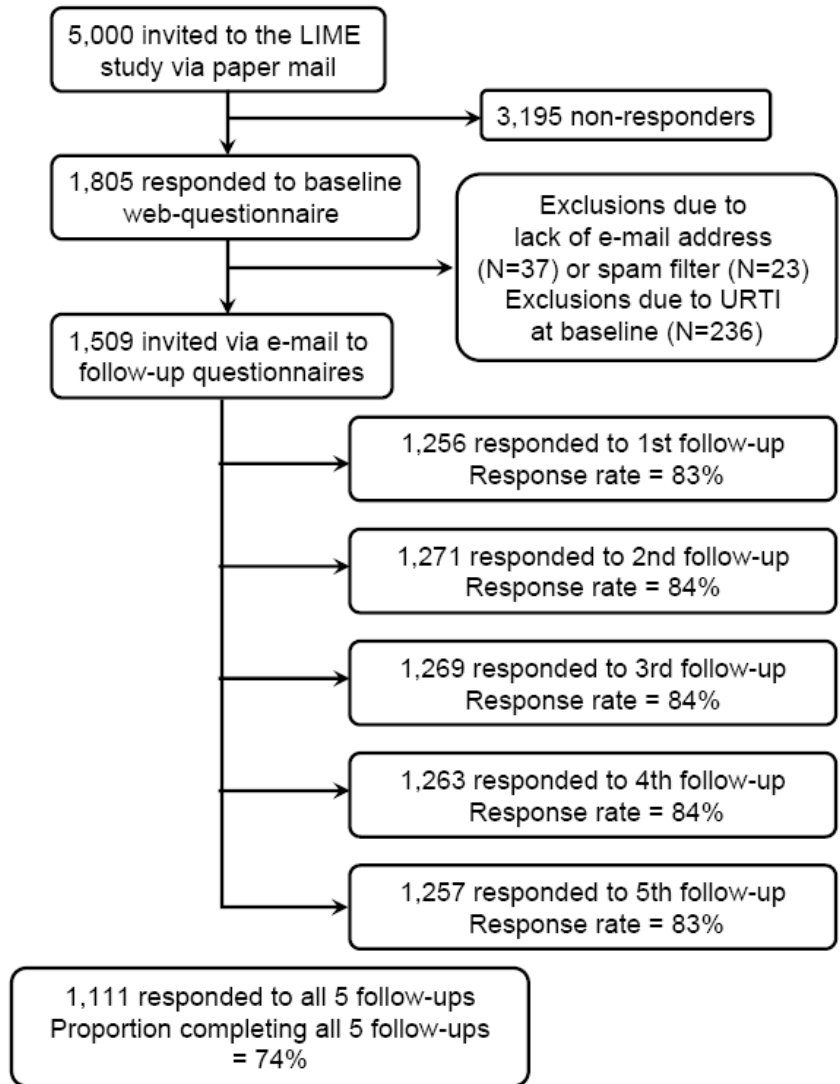 5,000 invited to the LIME
study via paper mail
3,195 non-responders
1,805 responded to baseline
web-questionnaire
Exclusions due to
lack of e-mail address
(N=37) or spam filter (N=23)
Exclusions due to URTI
at baseline (N=236)
1,509 invited via e-mail to
follow-up questionnaires
1,256 responded to 1st follow-up
Response rate = 83%
1,271 responded to 2nd follow-up
Response rate = 84%
1,269 responded to 3rd follow-up
Response rate = 84%
1,263 responded to 4th follow-up
Response rate = 84%
1,257 responded to 5th follow-up
Response rate = 83%
1,111 responded to all 5 follow-ups
Proportion completing all 5 follow-ups
= 74%